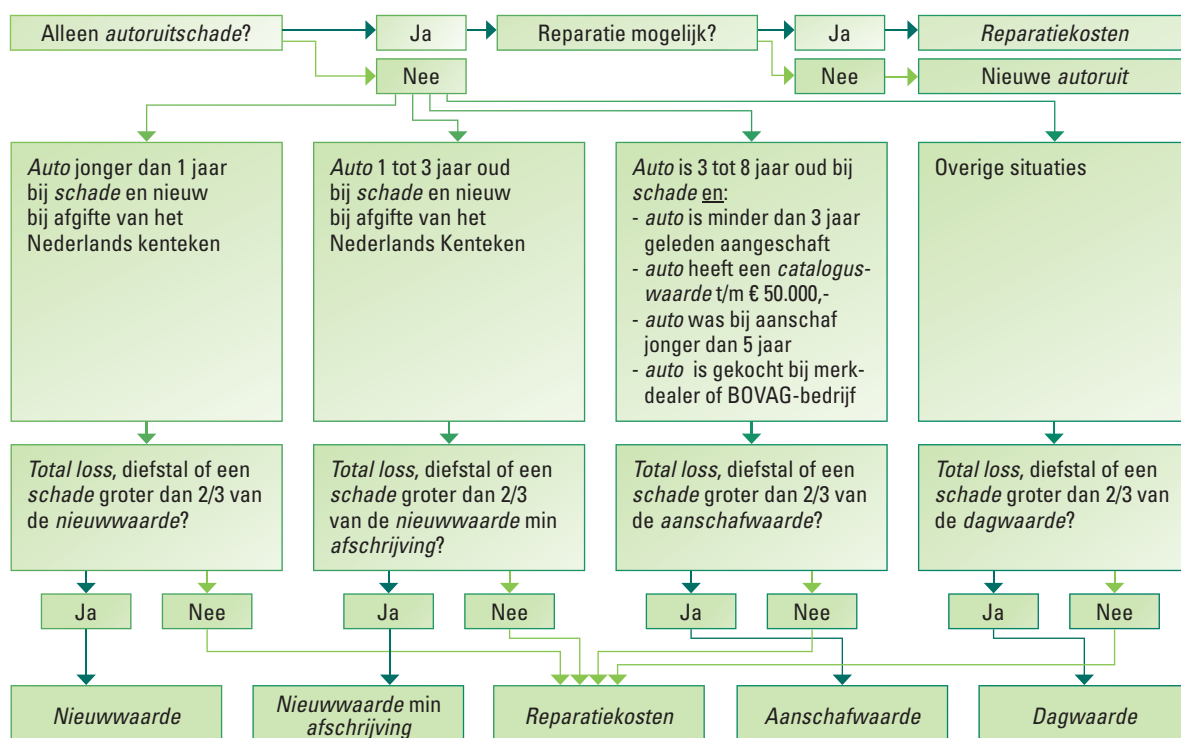 Alleen autoruitschade?
Ja
Reparatie mogelijk?
Ja
Reparatiekosten
Nee
Nee
Nieuwe autoruit
Auto jonger dan 1 jaar
bij schade en nieuw
bij afgifte van het
Nederlands kenteken
Auto 1 tot 3 jaar oud
bij schade en nieuw
bij afgifte van het
Nederlands Kenteken
Auto is 3 tot 8 jaar oud bij
schade en:
- auto is minder dan 3 jaar
geleden aangeschaft
- auto heeft een catalogus-
waarde t/m € 50.000,-
- auto was bij aanschaf
jonger dan 5 jaar
- auto is gekocht bij merk-
dealer of BOVAG-bedrijf
Overige situaties
Total loss, diefstal of een
schade groter dan 2/3 van
de nieuwwaarde?
Total loss, diefstal of een
schade groter dan 2/3
van de nieuwwaarde min
afschrijving?
Total loss, diefstal of een
schade groter dan 2/3 van
de aanschafwaarde?
Total loss, diefstal of een
schade groter dan 2/3 van
de dagwaarde?
Ja
Nee
Ja
Nee
Ja
Nee
Ja
Nee
Nieuwwaarde
Nieuwwaarde min
afschrijving
Reparatiekosten
Aanschafwaarde
Dagwaarde